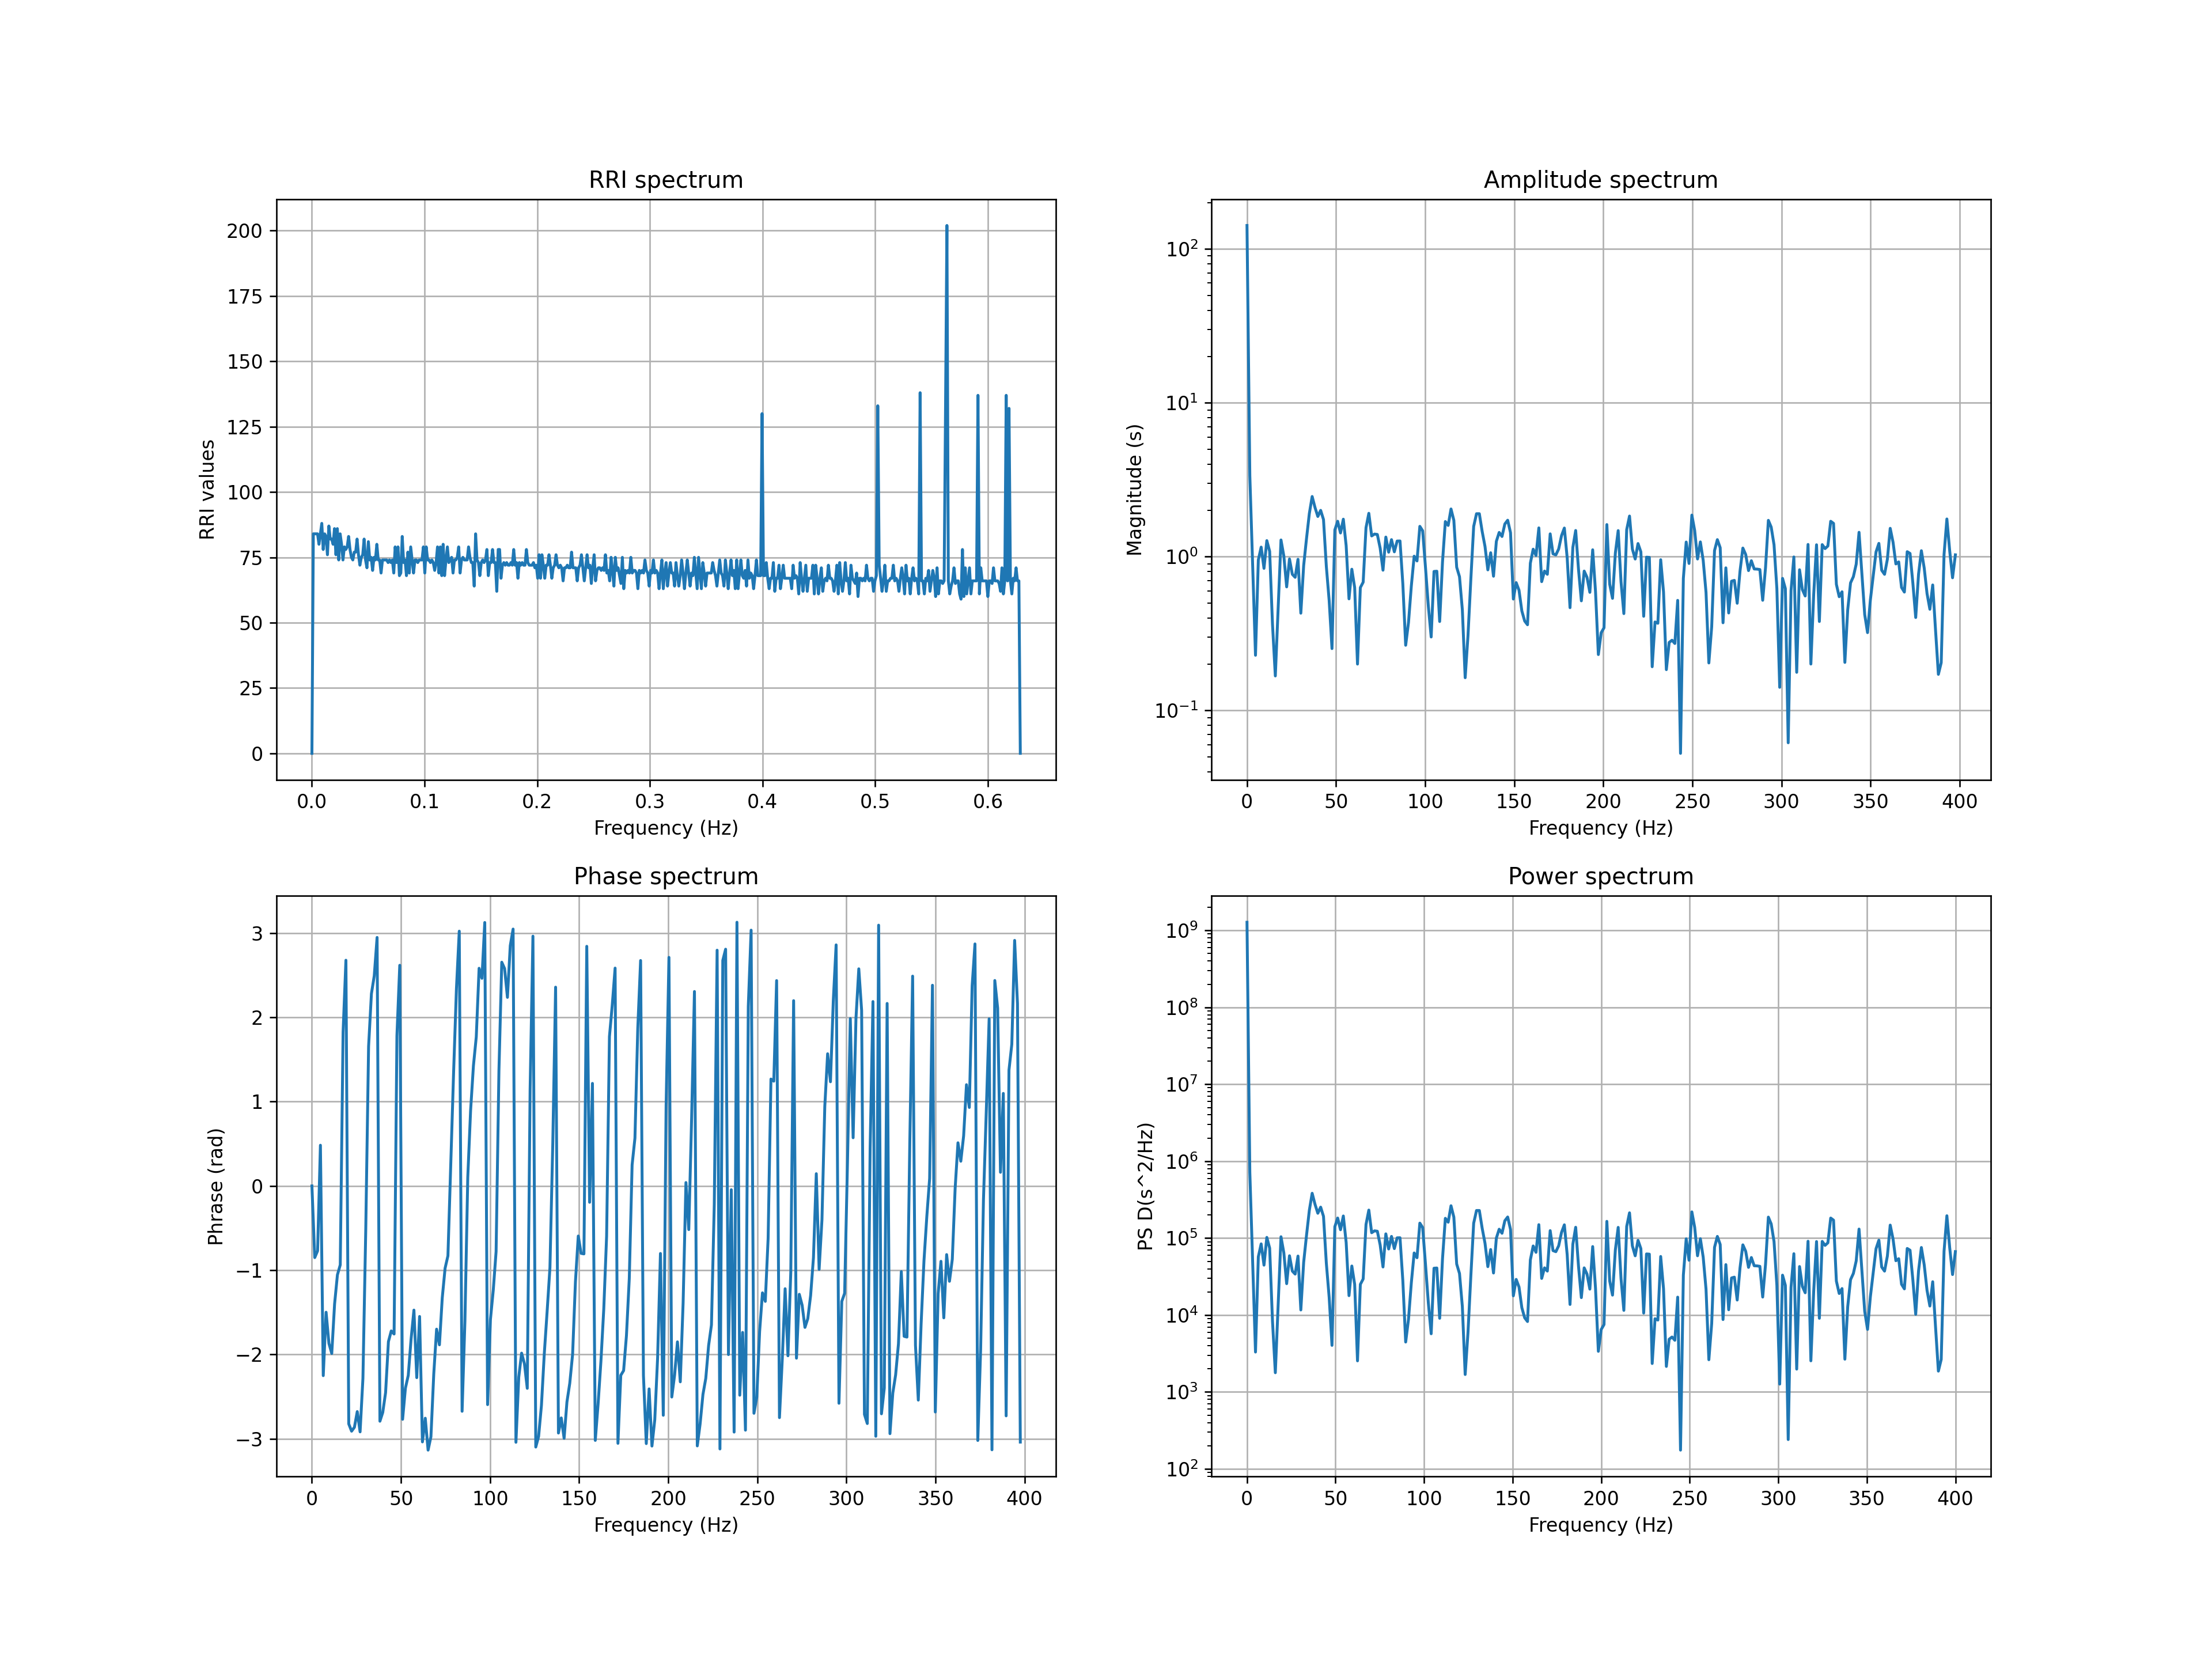 RRI spectrum
RRI values
200
175
150
125
100
75
50
25
0
0.0 0.1 0.2 0.3 0.4 0.5 0.6
Frequency (Hz)
Amplitude spectrum
Magnitude (s)
10²
10¹
10⁰
10⁻¹
0 50 100 150 200 250 300 350 400
Frequency (Hz)
Phase spectrum
Phrase (rad)
3
2
1
0
−1
−2
−3
0 50 100 150 200 250 300 350 400
Frequency (Hz)
Power spectrum
PS D(s^2/Hz)
10⁹
10⁸
10⁷
10⁶
10⁵
10⁴
10³
10²
0 50 100 150 200 250 300 350 400
Frequency (Hz)